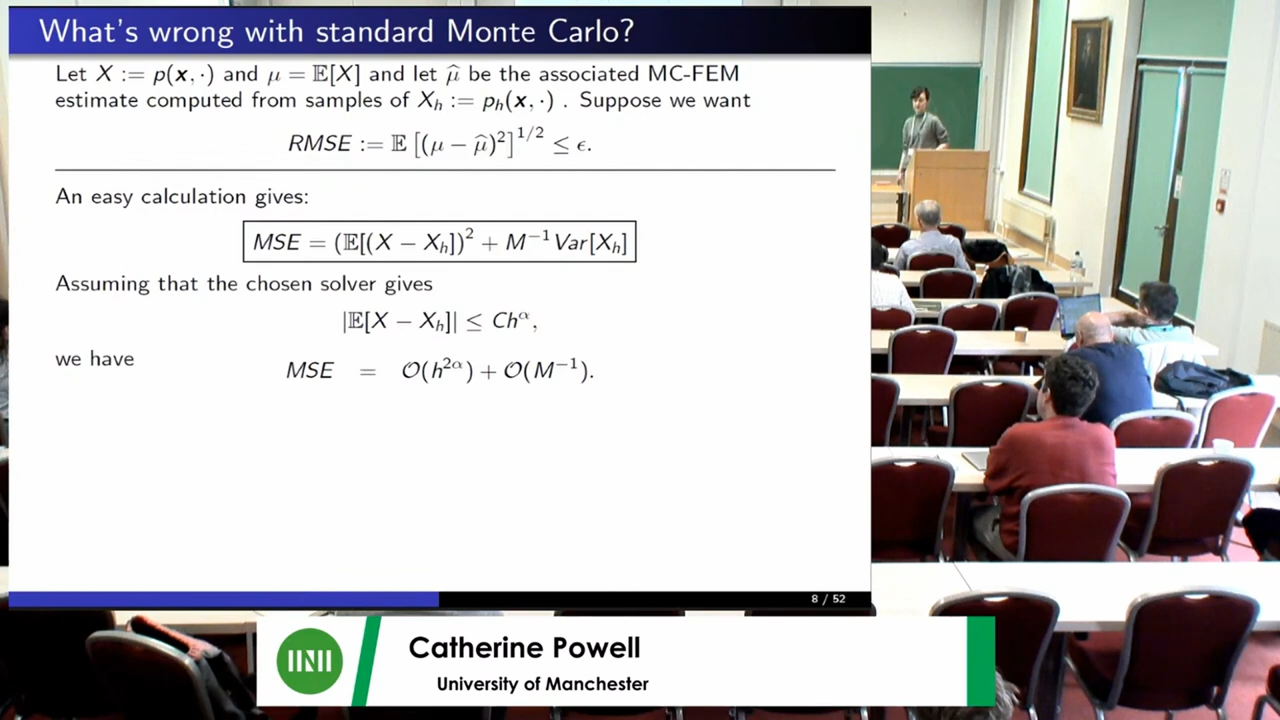 What's wrong with standard Monte Carlo?
Let X := p(x, ·) and μ = 𝔼[X] and let μ̂ be the associated MC-FEM
estimate computed from samples of X_h := p_h(x, ·) . Suppose we want
RMSE := 𝔼 [(μ − μ̂)²]^{1/2} ≤ ϵ.
An easy calculation gives:
MSE = (𝔼[(X − X_h])² + M⁻¹ Var[X_h]
Assuming that the chosen solver gives
|𝔼[X − X_h]| ≤ Ch^α,
we have
MSE = 𝒪(h^{2α}) + 𝒪(M⁻¹).
8 / 52
Catherine Powell
University of Manchester